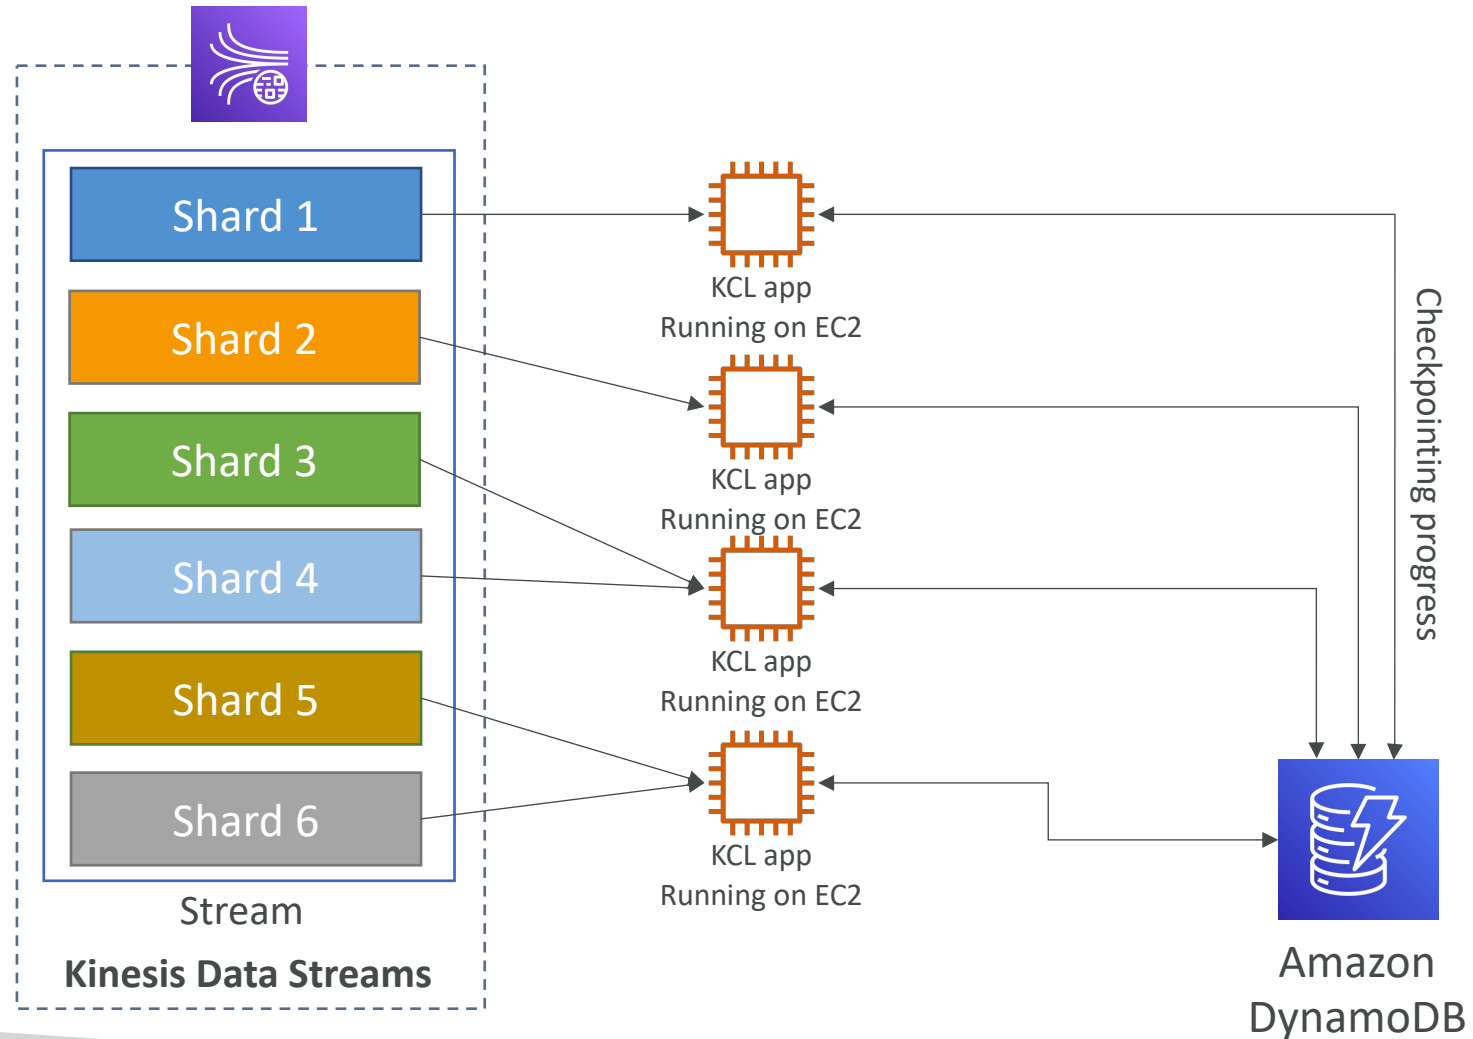 Shard 1
Shard 2
Shard 3
Shard 4
Shard 5
Shard 6
Stream
Kinesis Data Streams
KCL app
Running on EC2
KCL app
Running on EC2
KCL app
Running on EC2
KCL app
Running on EC2
Checkpointing progress
Amazon
DynamoDB